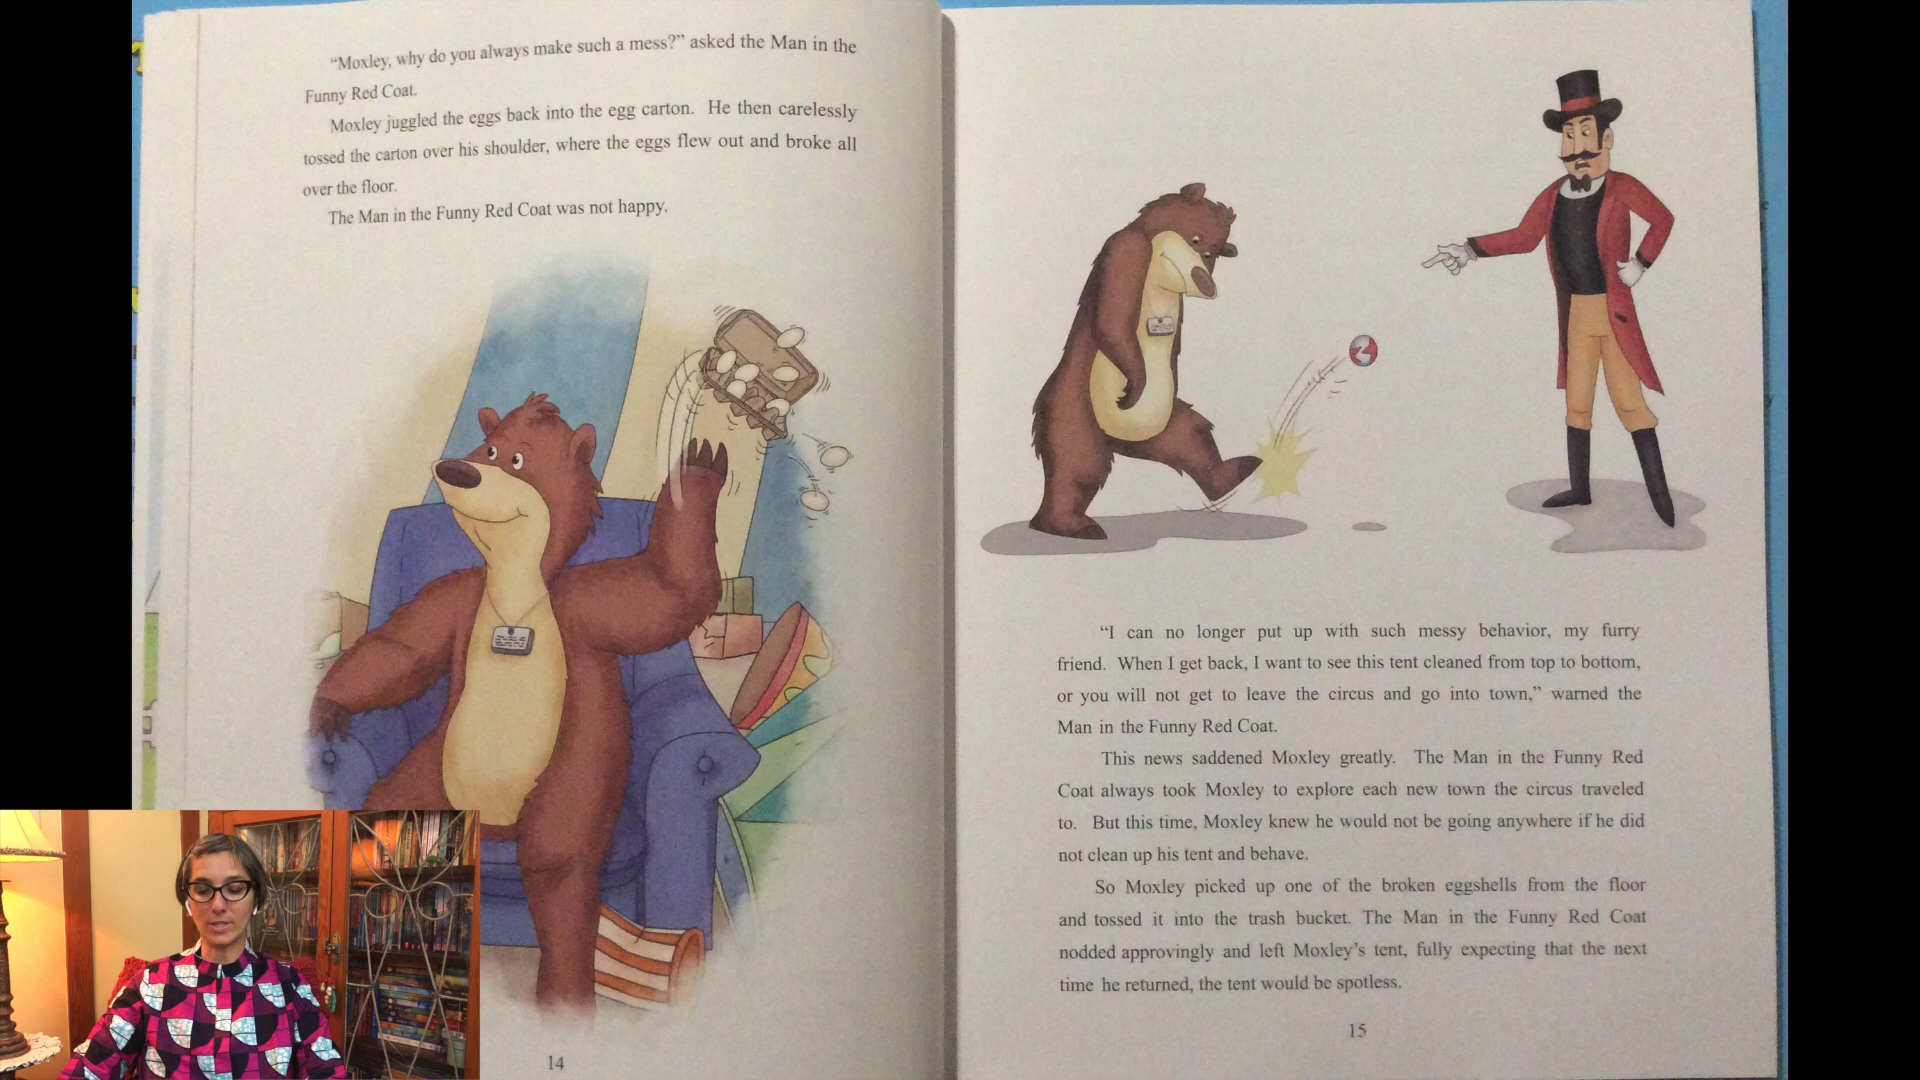 “Moxley, why do you always make such a mess?” asked the Man in the
Funny Red Coat.
Moxley juggled the eggs back into the egg carton. He then carelessly
tossed the carton over his shoulder, where the eggs flew out and broke all
over the floor.
The Man in the Funny Red Coat was not happy.
14
“I can no longer put up with such messy behavior, my furry
friend. When I get back, I want to see this tent cleaned from top to bottom,
or you will not get to leave the circus and go into town,” warned the
Man in the Funny Red Coat.
This news saddened Moxley greatly. The Man in the Funny Red
Coat always took Moxley to explore each new town the circus traveled
to. But this time, Moxley knew he would not be going anywhere if he did
not clean up his tent and behave.
So Moxley picked up one of the broken eggshells from the floor
and tossed it into the trash bucket. The Man in the Funny Red Coat
nodded approvingly and left Moxley’s tent, fully expecting that the next
time he returned, the tent would be spotless.
15